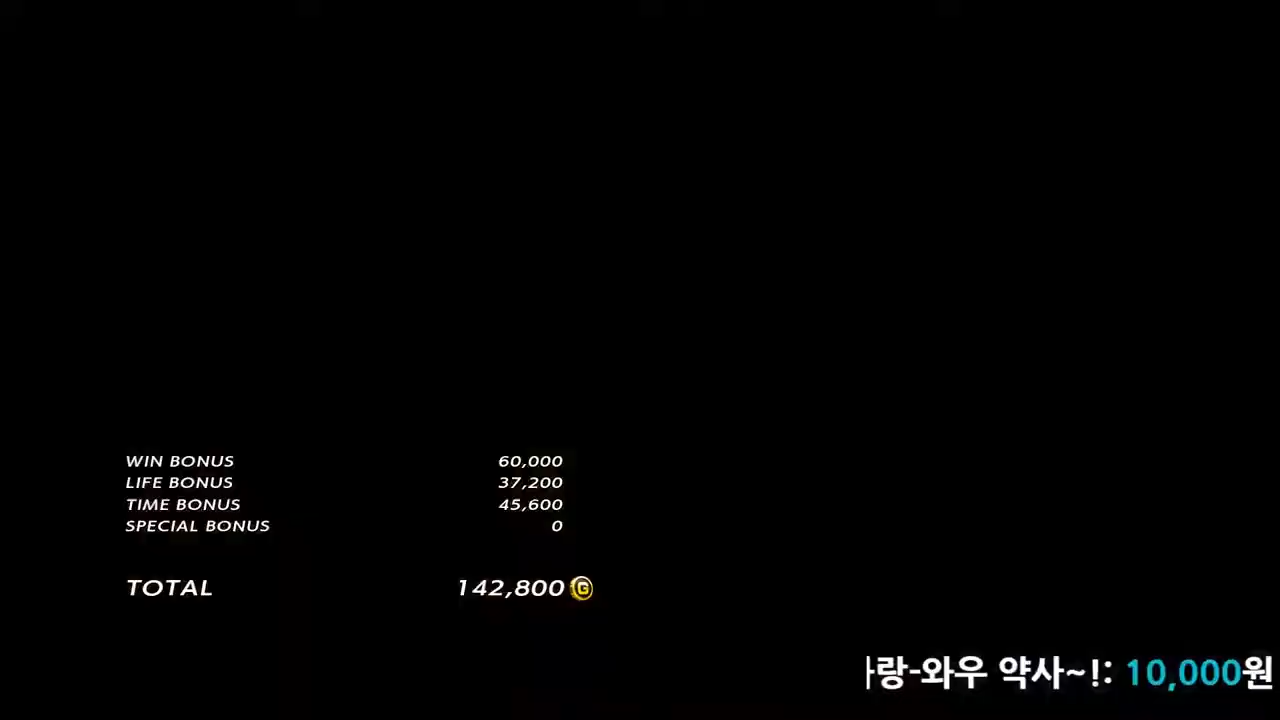 WIN BONUS 60,000
LIFE BONUS 37,200
TIME BONUS 45,600
SPECIAL BONUS 0
TOTAL 142,800 G
랑-와우 약사~!: 10,000원